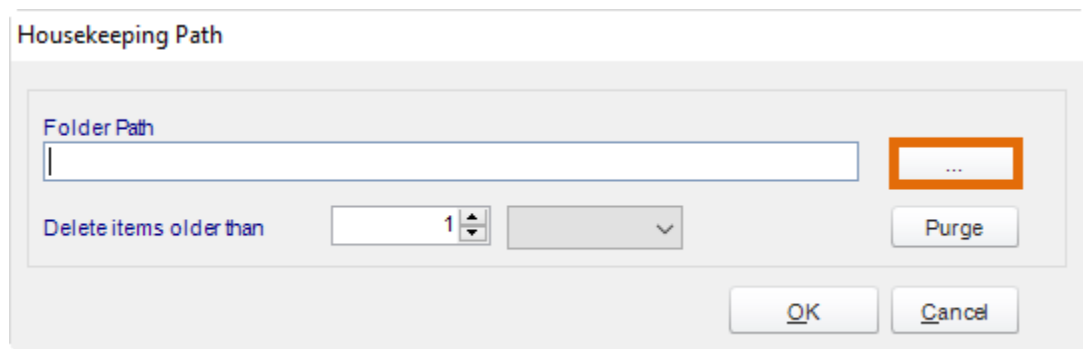 Housekeeping Path
Folder Path
...
Delete items older than 1 Purge
OK Cancel